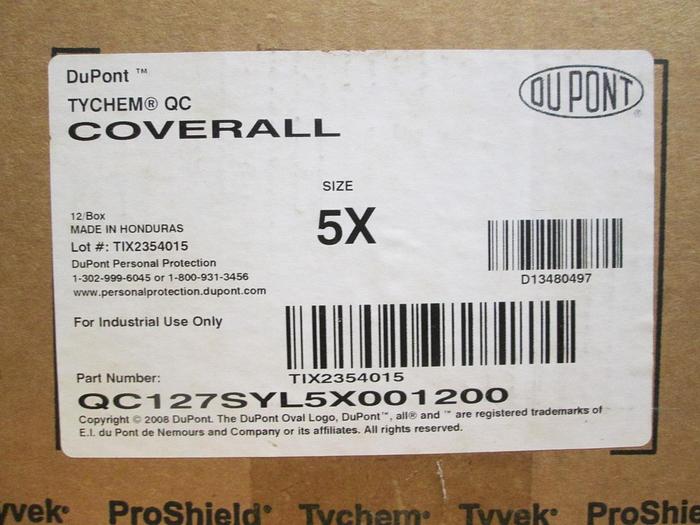 DuPont ™
TYCHEM® QC
COVERALL
DU PONT ®
SIZE
5X
12/Box
MADE IN HONDURAS
Lot #: TIX2354015
DuPont Personal Protection
1-302-999-6045 or 1-800-931-3456
www.personalprotection.dupont.com
D13480497
For Industrial Use Only
TIX2354015
Part Number:
QC127SYL5X001200
Copyright © 2008 DuPont. The DuPont Oval Logo, DuPont™, all® and ™ are registered trademarks of
E.I. du Pont de Nemours and Company or its affiliates. All rights reserved.
yvek® ProShield® Tychem® Tyvek® ProShie